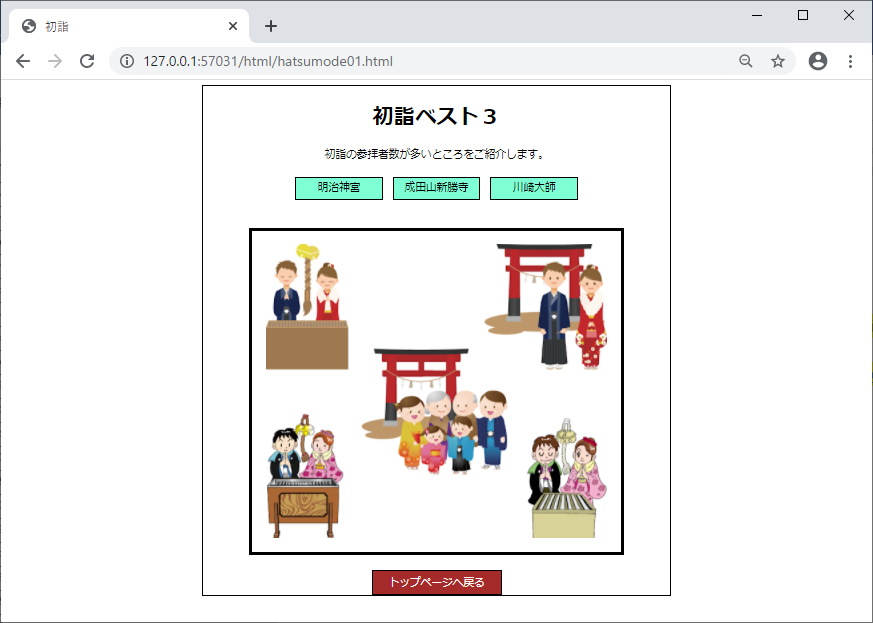 初詣
127.0.0.1:57031/html/hatsumode01.html
初詣ベスト３
初詣の参拝者数が多いところをご紹介します。
明治神宮 成田山新勝寺 川崎大師
トップページへ戻る